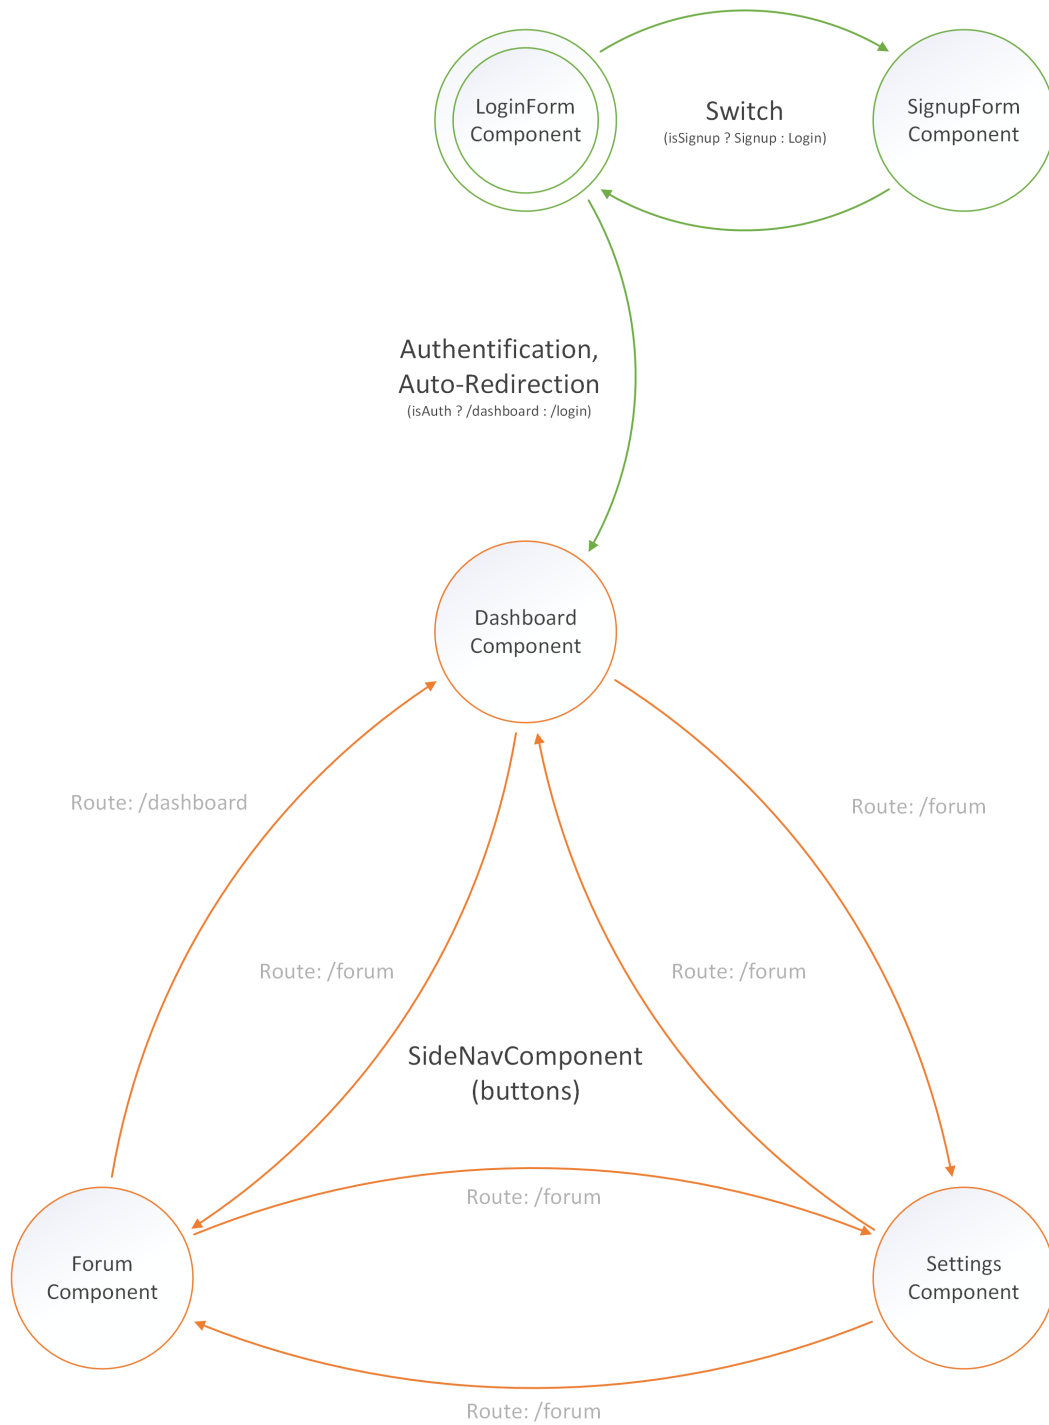 LoginForm
Component
Switch
(isSignup ? Signup : Login)
SignupForm
Component
Authentification,
Auto-Redirection
(isAuth ? /dashboard : /login)
Dashboard
Component
Route: /dashboard
Route: /forum
Route: /forum
Route: /forum
SideNavComponent
(buttons)
Route: /forum
Forum
Component
Settings
Component
Route: /forum